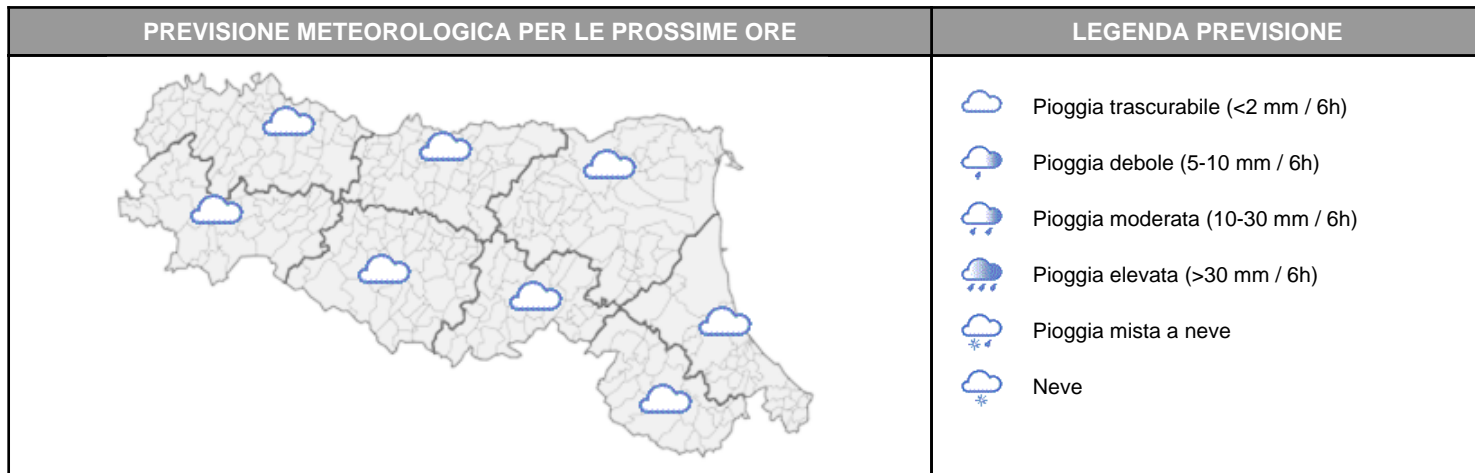 PREVISIONE METEOROLOGICA PER LE PROSSIME ORE
LEGENDA PREVISIONE
Pioggia trascurabile (<2 mm / 6h)
Pioggia debole (5-10 mm / 6h)
Pioggia moderata (10-30 mm / 6h)
Pioggia elevata (>30 mm / 6h)
Pioggia mista a neve
Neve